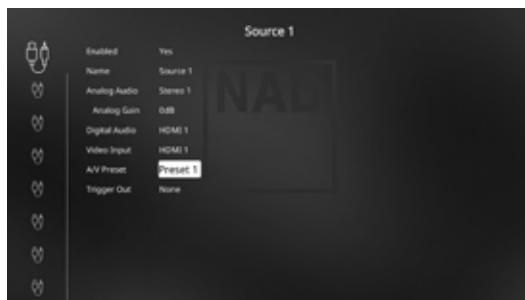 Source 1
Enabled Yes
Name Source 1
Analog Audio Stereo 1
Analog Gain 0dB
Digital Audio HDMI 1
Video Input HDMI 1
A/V Preset Preset 1
Trigger Out None
NAD